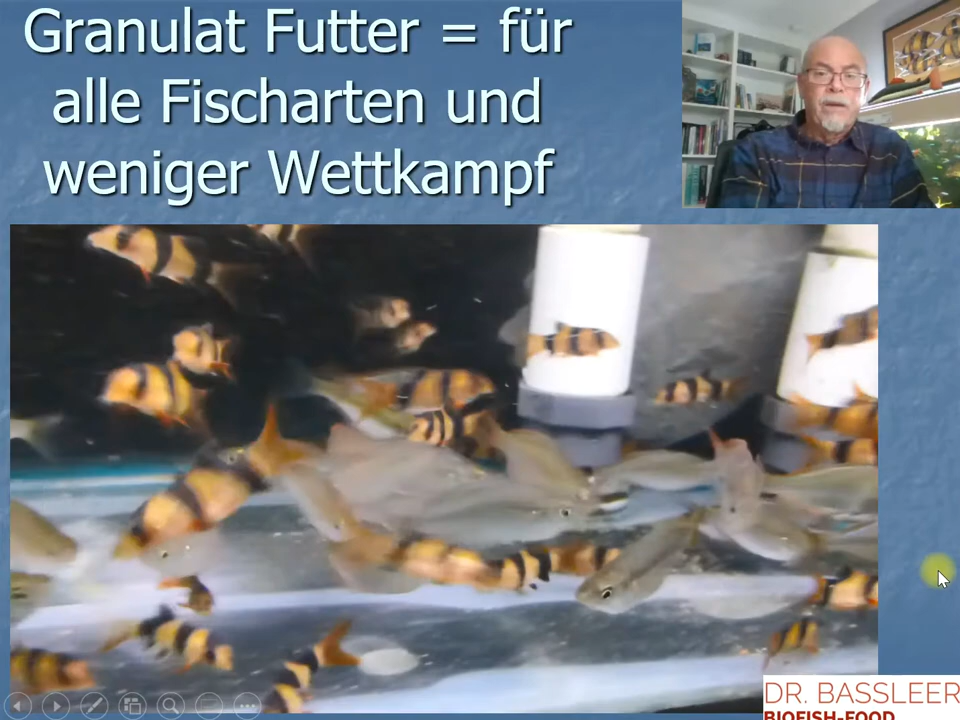 Granulat Futter = für
alle Fischarten und
weniger Wettkampf
DR. BASSLEER
BIOFISH-FOOD